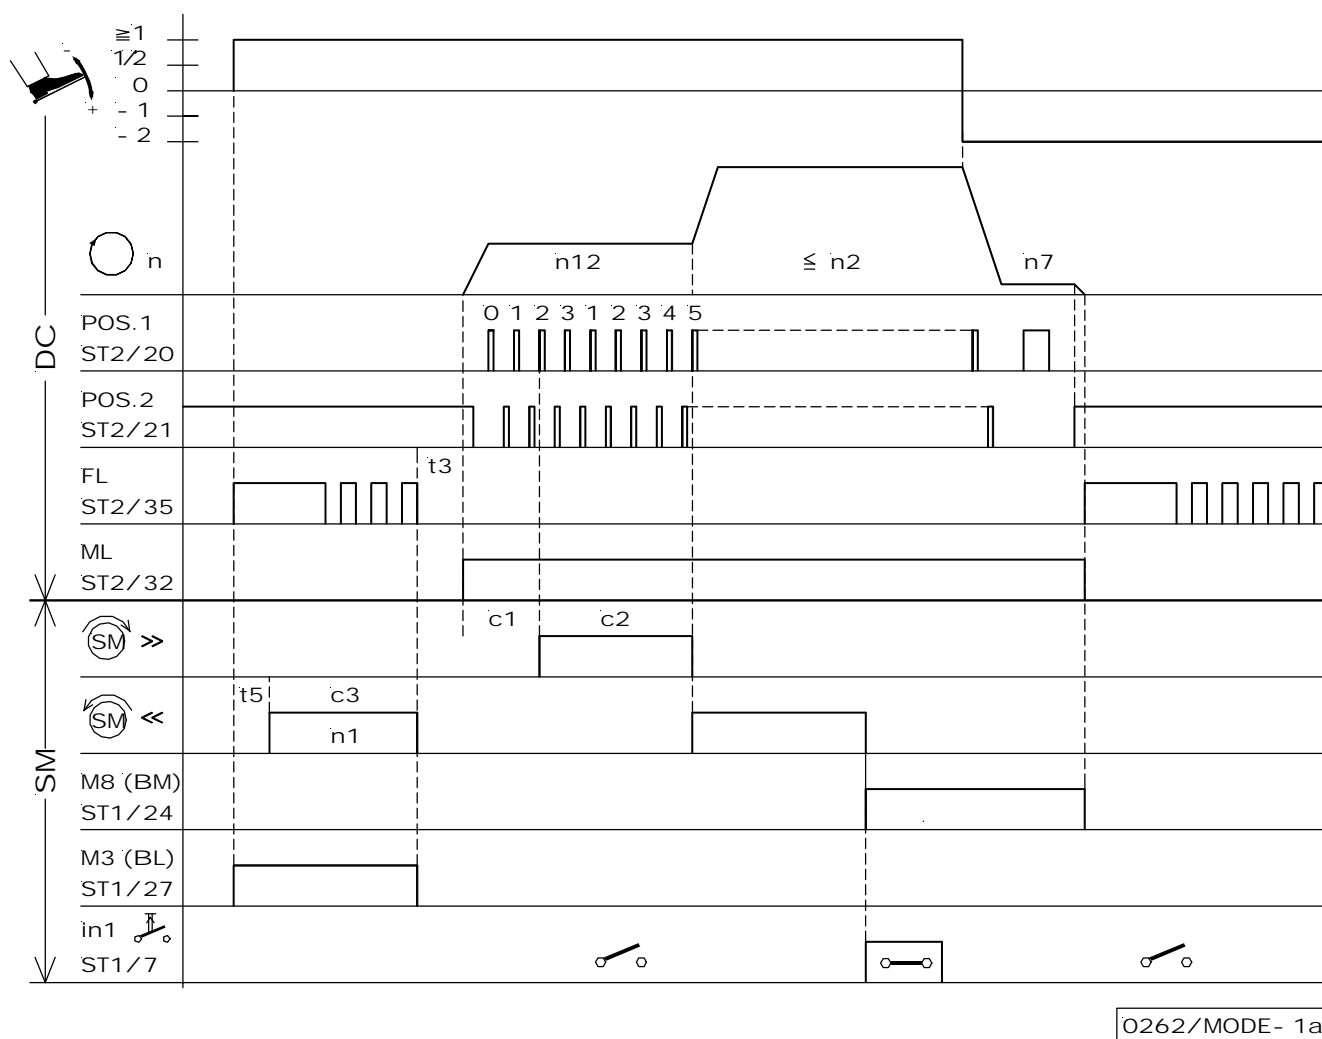 ≧1
1/2
0
- 1
- 2
- 
+
n
n12
≦ n2
n7
0 1 2 3 1 2 3 4 5
POS.1
ST2/20
POS.2
ST2/21
t3
FL
ST2/35
ML
ST2/32
DC
c1
c2
SM >>
t5
c3
SM <<
n1
M8 (BM)
ST1/24
M3 (BL)
ST1/27
in1
ST1/7
SM
0262/MODE- 1a